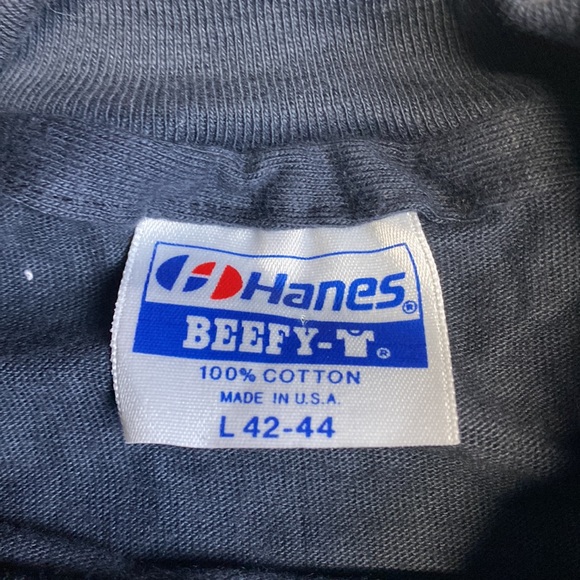 Hanes®
BEEFY-®
100% COTTON
MADE IN U.S.A.
L 42-44